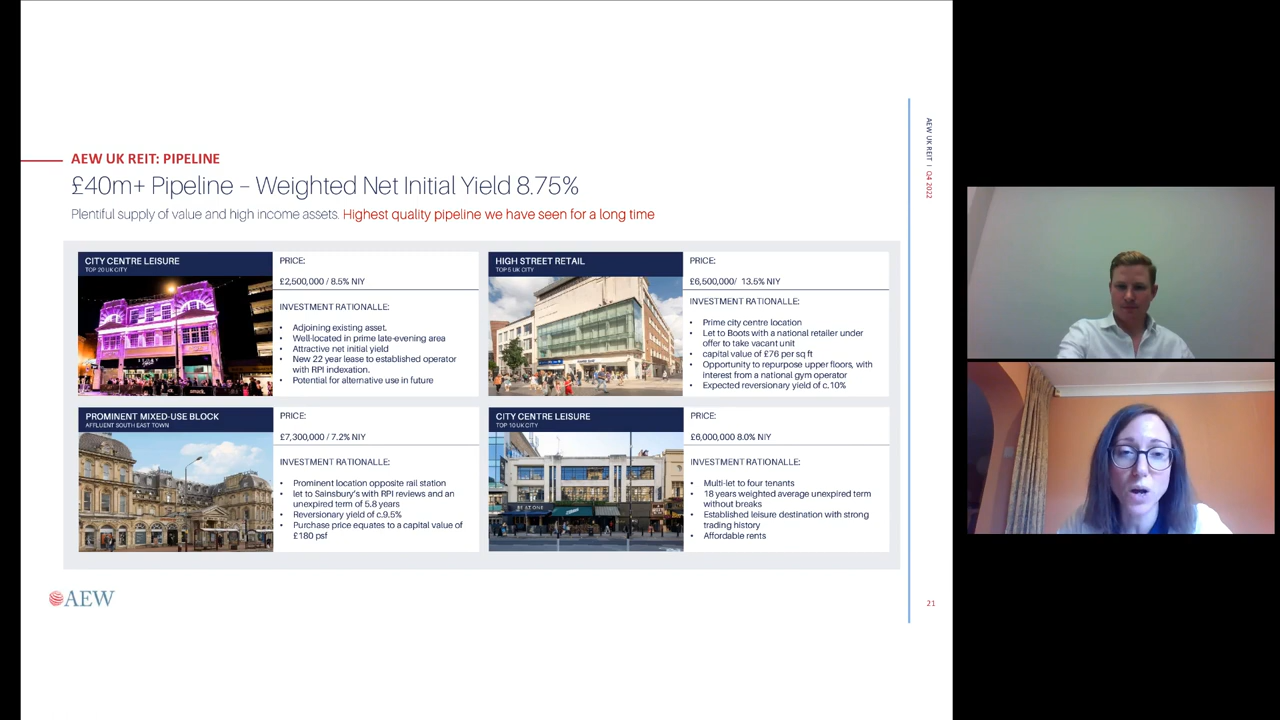 AEW UK REIT: PIPELINE
£40m+ Pipeline – Weighted Net Initial Yield 8.75%
Plentiful supply of value and high income assets. Highest quality pipeline we have seen for a long time
CITY CENTRE LEISURE
TOP 20 UK CITY
PRICE:
£2,500,000 / 8.5% NIY
INVESTMENT RATIONALLE:
• Adjoining existing asset.
• Well-located in prime late-evening area
• Attractive net initial yield
• New 22 year lease to established operator
with RPI indexation.
• Potential for alternative use in future
HIGH STREET RETAIL
TOP 5 UK CITY
PRICE:
£6,500,000/ 13.5% NIY
INVESTMENT RATIONALLE:
• Prime city centre location
• Let to Boots with a national retailer under
offer to take vacant unit
• capital value of £76 per sq ft
• Opportunity to repurpose upper floors, with
interest from a national gym operator
• Expected reversionary yield of c.10%
PROMINENT MIXED-USE BLOCK
AFFLUENT SOUTH EAST TOWN
PRICE:
£7,300,000 / 7.2% NIY
INVESTMENT RATIONALLE:
• Prominent location opposite rail station
• let to Sainsbury's with RPI reviews and an
unexpired term of 5.8 years
• Reversionary yield of c.9.5%
• Purchase price equates to a capital value of
£180 psf
CITY CENTRE LEISURE
TOP 10 UK CITY
BE AT ONE
PRICE:
£6,000,000 8.0% NIY
INVESTMENT RATIONALLE:
• Multi-let to four tenants
• 18 years weighted average unexpired term
without breaks
• Established leisure destination with strong
trading history
• Affordable rents
AEW UK REIT | Q4 2022
AEW
21